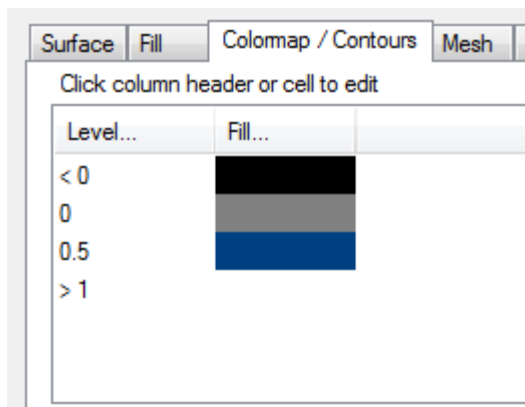 Surface Fill Colormap / Contours Mesh
Click column header or cell to edit
Level... Fill...
< 0
0
0.5
> 1